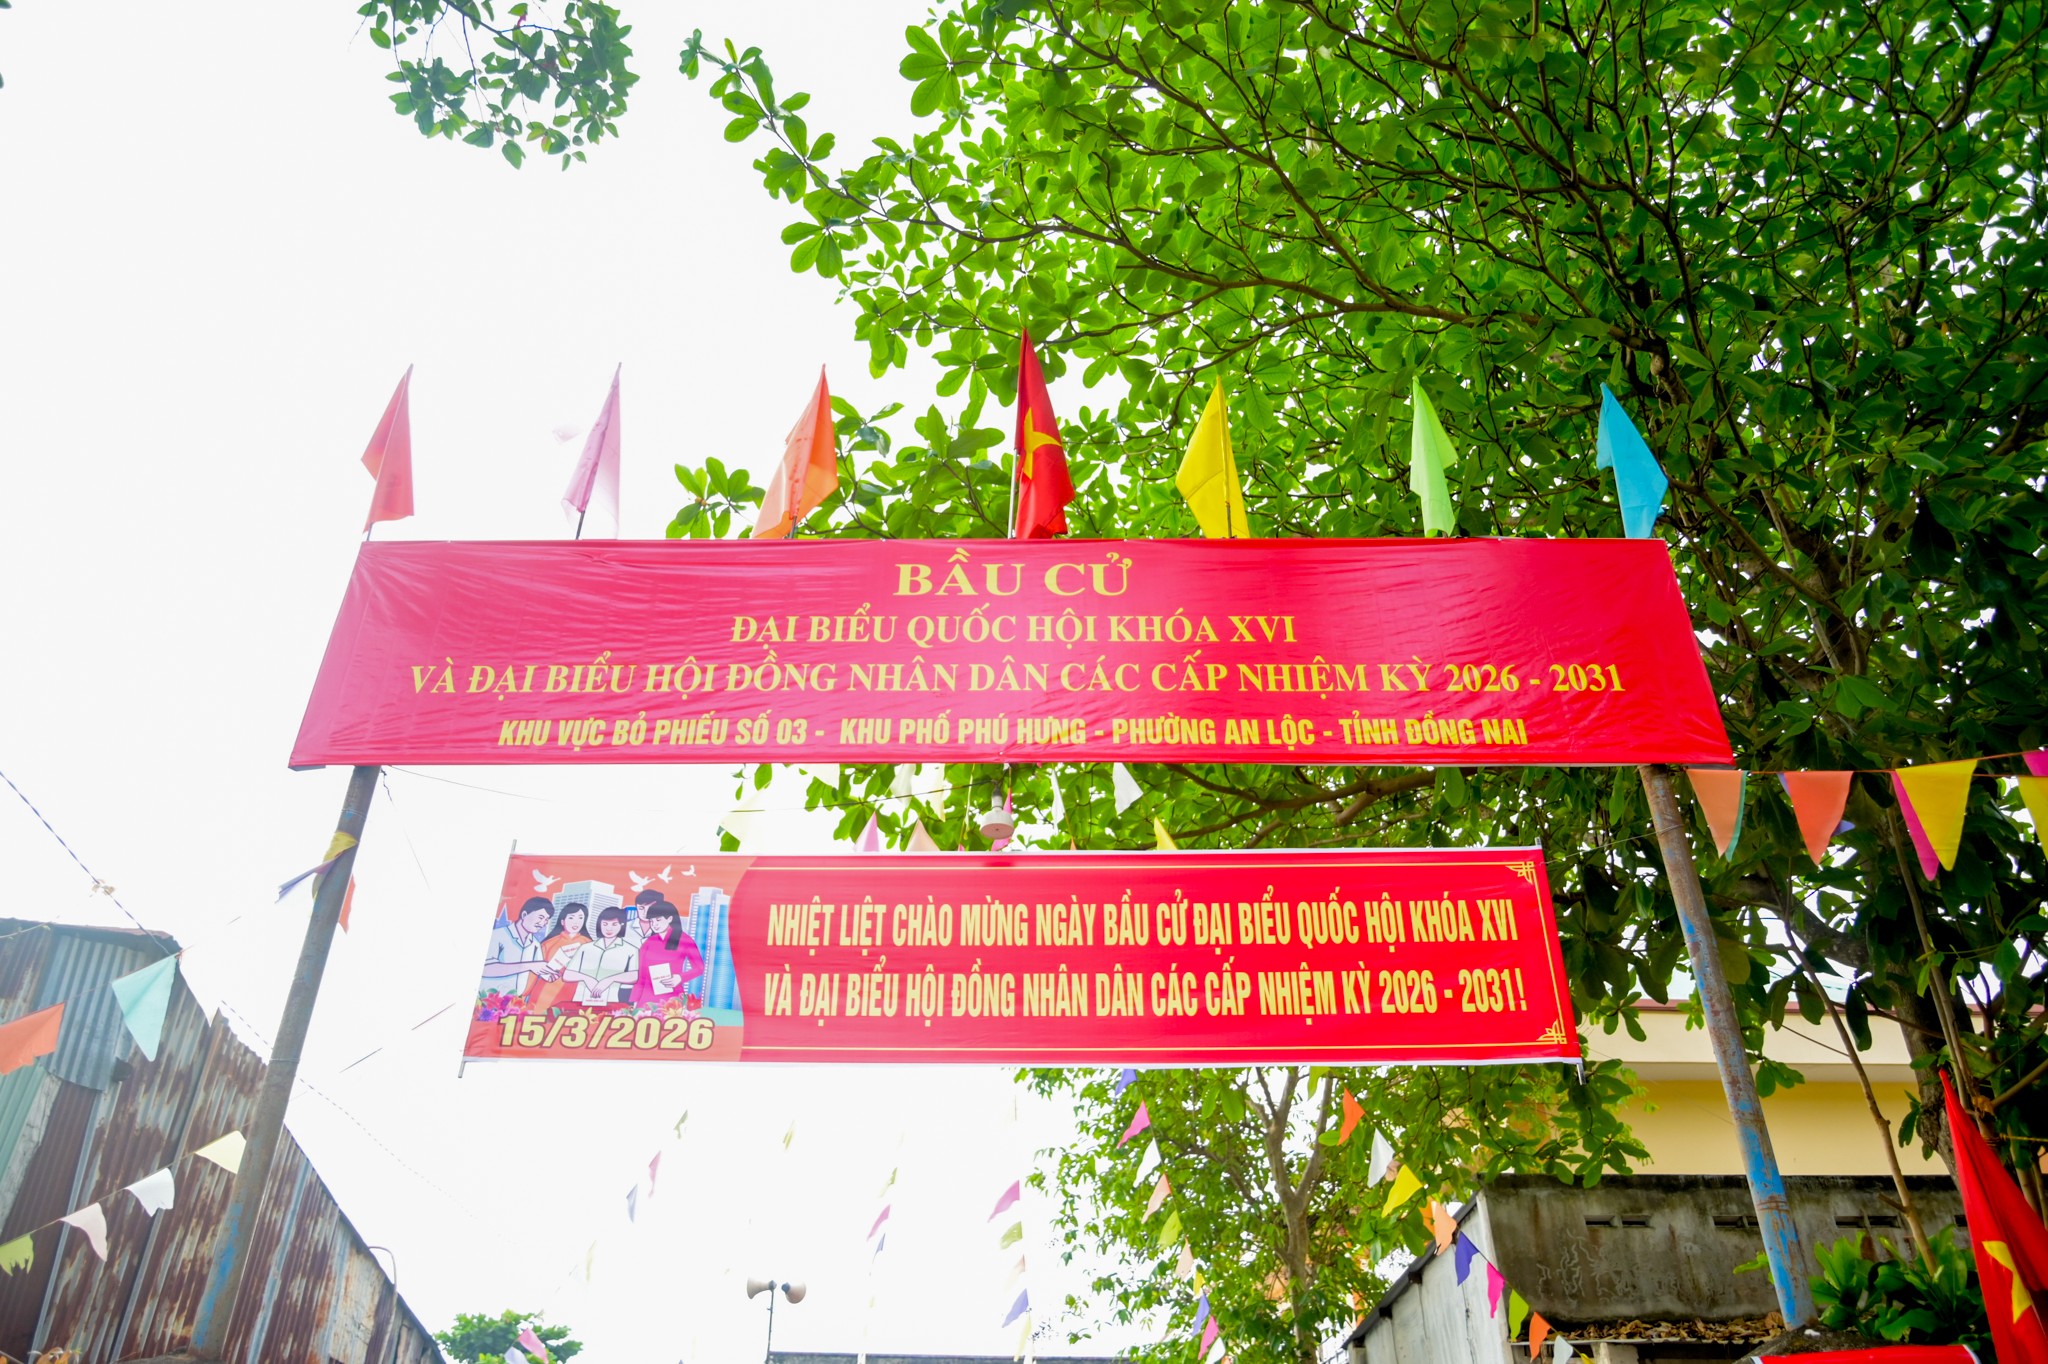 BẦU CỬ
ĐẠI BIỂU QUỐC HỘI KHÓA XVI
VÀ ĐẠI BIỂU HỘI ĐỒNG NHÂN DÂN CÁC CẤP NHIỆM KỲ 2026 - 2031
KHU VỰC BỎ PHIẾU SỐ 03 - KHU PHỐ PHÚ HƯNG - PHƯỜNG AN LỘC - TỈNH ĐỒNG NAI
NHIỆT LIỆT CHÀO MỪNG NGÀY BẦU CỬ ĐẠI BIỂU QUỐC HỘI KHÓA XVI
VÀ ĐẠI BIỂU HỘI ĐỒNG NHÂN DÂN CÁC CẤP NHIỆM KỲ 2026 - 2031!
15/3/2026